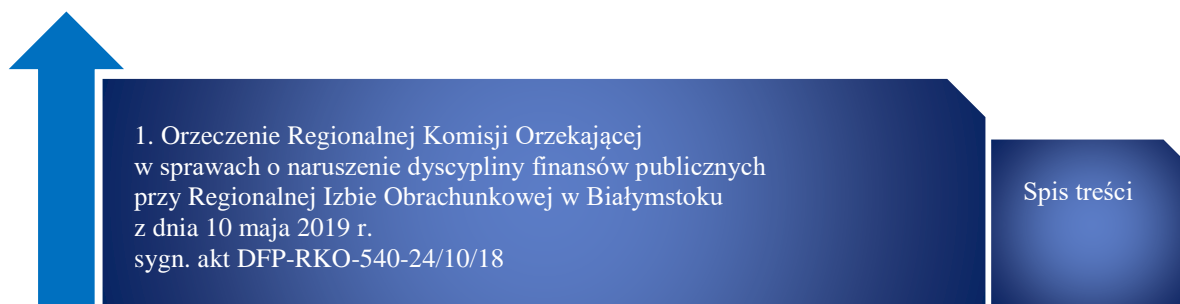 1. Orzeczenie Regionalnej Komisji Orzekającej
w sprawach o naruszenie dyscypliny finansów publicznych
przy Regionalnej Izbie Obrachunkowej w Białymstoku
z dnia 10 maja 2019 r.
sygn. akt DFP-RKO-540-24/10/18
Spis treści